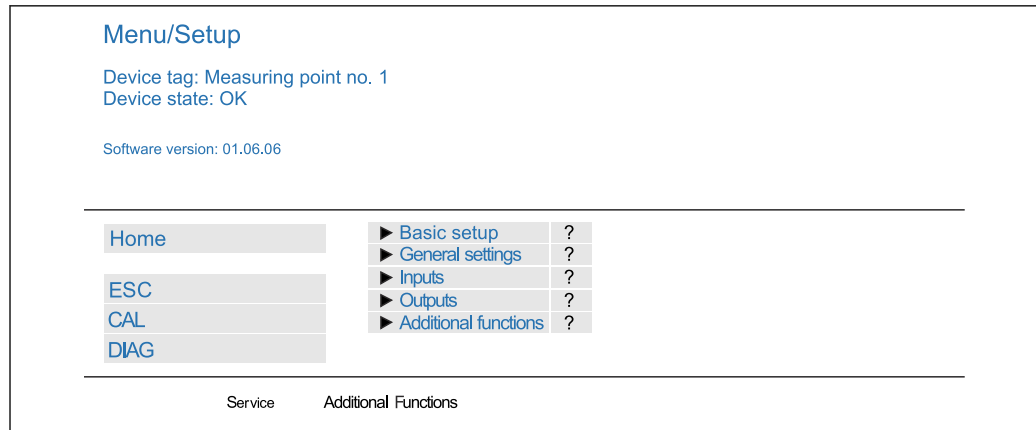 Menu/Setup
Device tag: Measuring point no. 1
Device state: OK
Software version: 01.06.06
Home
ESC
CAL
DIAG
► Basic setup ?
► General settings ?
► Inputs ?
► Outputs ?
► Additional functions ?
Service Additional Functions